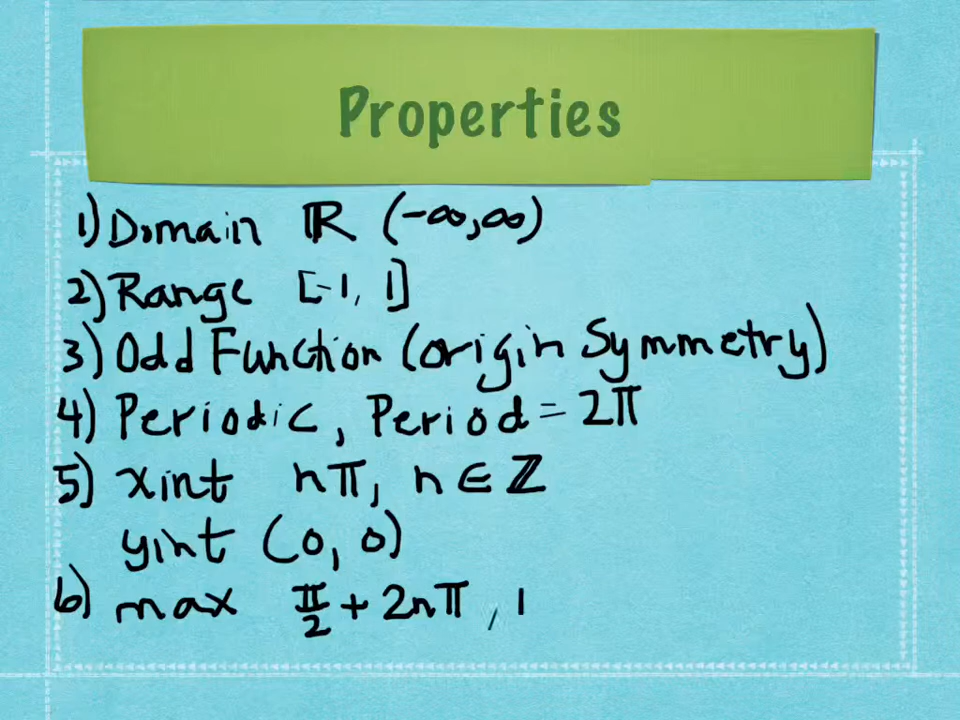 Properties
1) Domain ℝ (-∞,∞)
2) Range [-1, 1]
3) Odd Function (origin Symmetry)
4) Periodic, Period = 2π
5) xint nπ, n ∈ ℤ
yint (0, 0)
6) max π/2 + 2nπ, 1